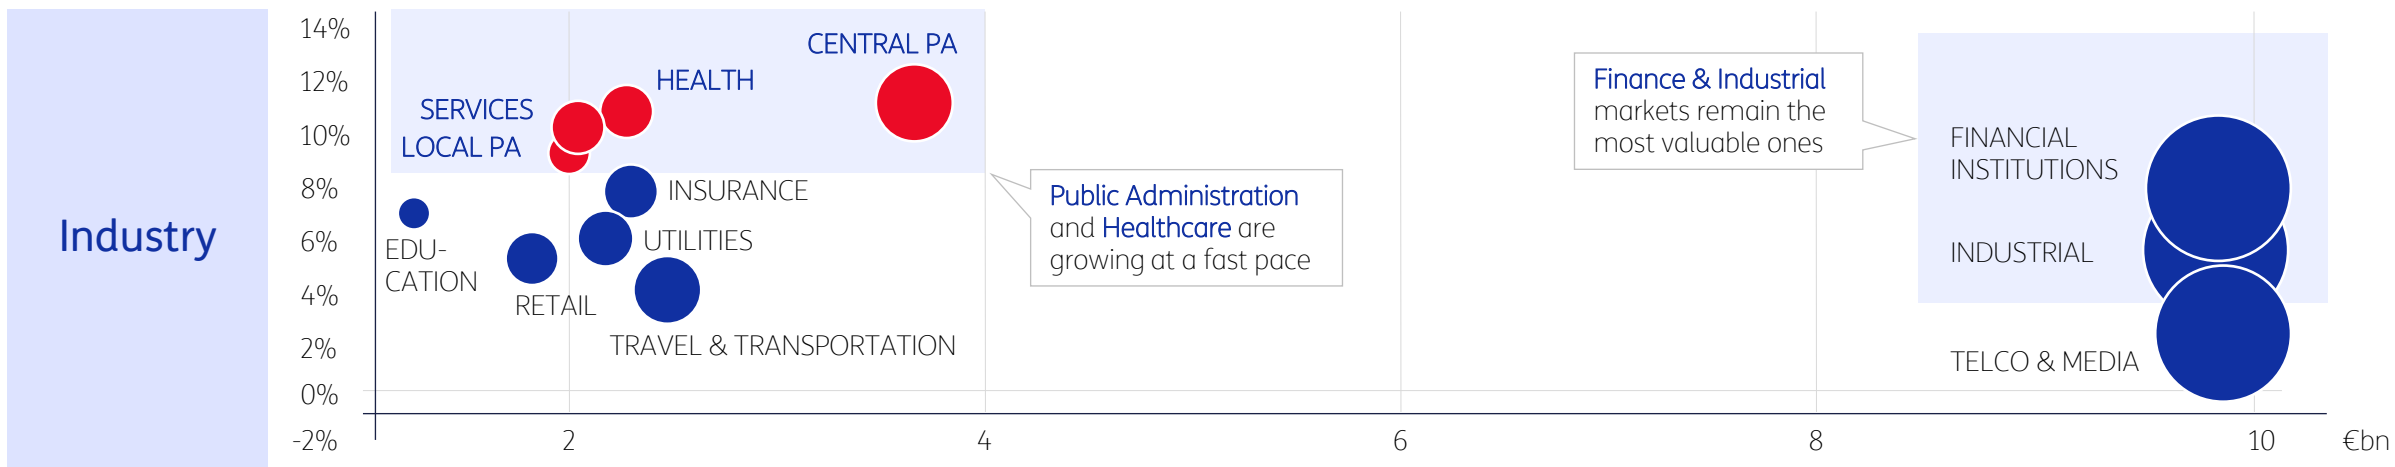 Industry
14%
12%
10%
8%
6%
4%
2%
0%
-2%
CENTRAL PA
HEALTH
SERVICES
LOCAL PA
INSURANCE
UTILITIES
EDU-
CATION
RETAIL
TRAVEL & TRANSPORTATION
Public Administration
and Healthcare are
growing at a fast pace
Finance & Industrial
markets remain the
most valuable ones
FINANCIAL
INSTITUTIONS
INDUSTRIAL
TELCO & MEDIA
2
4
6
8
10
€bn